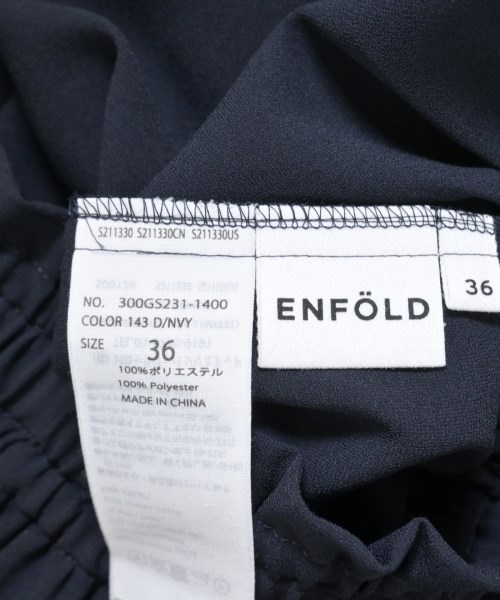 S211330 S211330CN S211330US
NO. 300GS231-1400
COLOR 143 D/NVY
SIZE 36
100%ポリエステル
100% Polyester
MADE IN CHINA
ENFÖLD
36